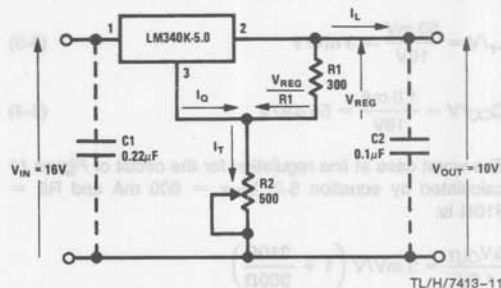 I_L
1 LM340K-5.0 2
3
R1
300
I_Q
V_REG
R1
V_REG
C1
0.22μF
I_T
C2
0.1μF
V_IN = 16V
R2
500
V_OUT = 10V
TL/H/7413–11